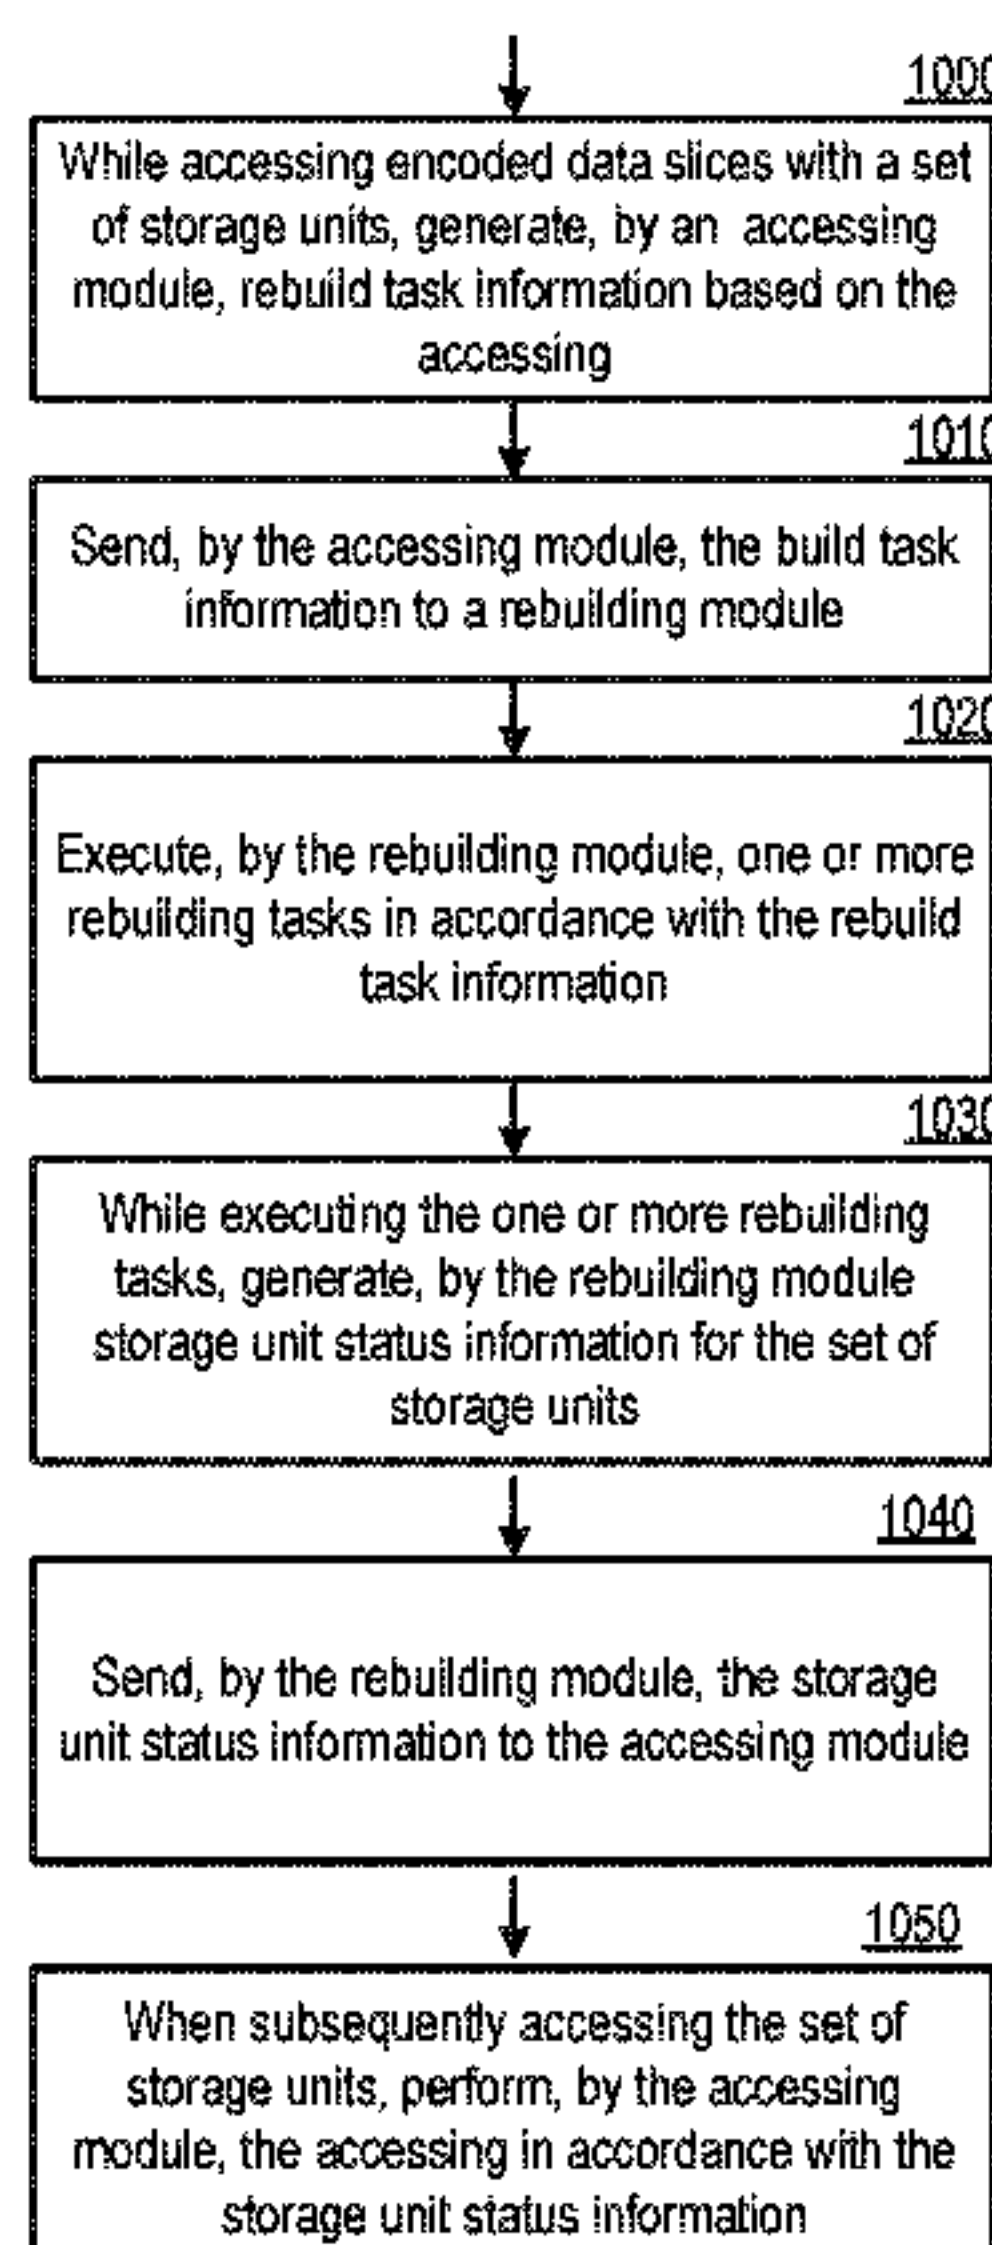 1000
While accessing encoded data slices with a set
of storage units, generate, by an accessing
module, rebuild task information based on the
accessing
1010
Send, by the accessing module, the build task
information to a rebuilding module
1020
Execute, by the rebuilding module, one or more
rebuilding tasks in accordance with the rebuild
task information
1030
While executing the one or more rebuilding
tasks, generate, by the rebuilding module
storage unit status information for the set of
storage units
1040
Send, by the rebuilding module, the storage
unit status information to the accessing module
1050
When subsequently accessing the set of
storage units, perform, by the accessing
module, the accessing in accordance with the
storage unit status information